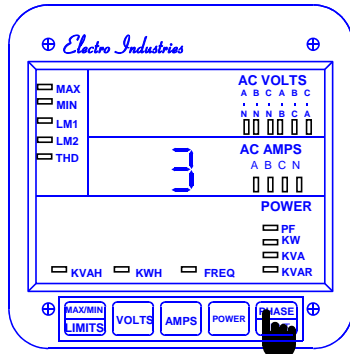 Electro Industries
MAX
MIN
LM1
LM2
THD
AC VOLTS
A B C A B C
N N N B C A
3
AC AMPS
A B C N
POWER
PF
KW
KVA
KVAR
KVAH
KWH
FREQ
MAX/MIN
LIMITS
VOLTS
AMPS
POWER
PHASE